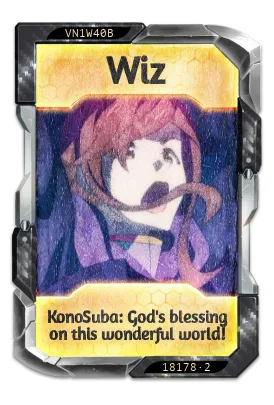 VN1W40B
Wiz
KonoSuba: God's blessing
on this wonderful world!
18178·2